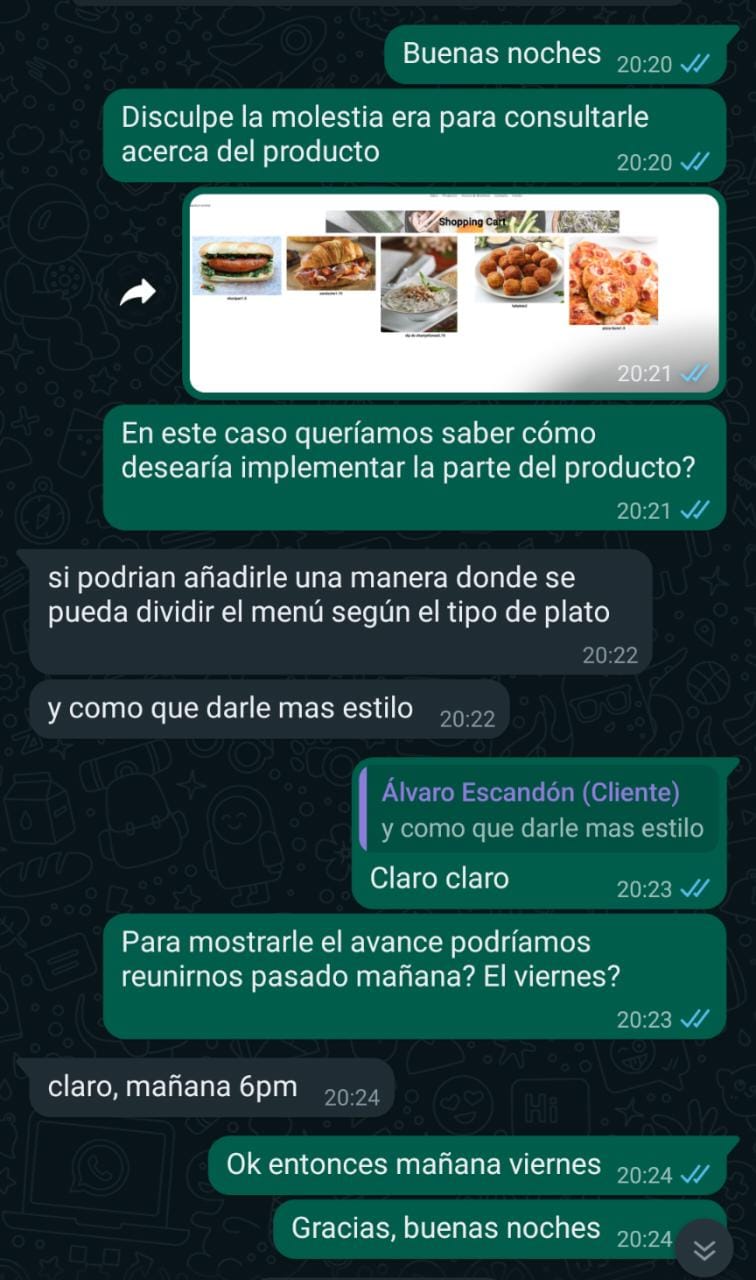 Buenas noches 20:20
Disculpe la molestia era para consultarle
acerca del producto 20:20
Shopping Cart
20:21
En este caso queríamos saber cómo
desearía implementar la parte del producto?
20:21
si podrian añadirle una manera donde se
pueda dividir el menú según el tipo de plato
20:22
y como que darle mas estilo 20:22
Álvaro Escandón (Cliente)
y como que darle mas estilo
Claro claro 20:23
Para mostrarle el avance podríamos
reunirnos pasado mañana? El viernes?
20:23
claro, mañana 6pm 20:24
Ok entonces mañana viernes 20:24
Gracias, buenas noches 20:24
Hi